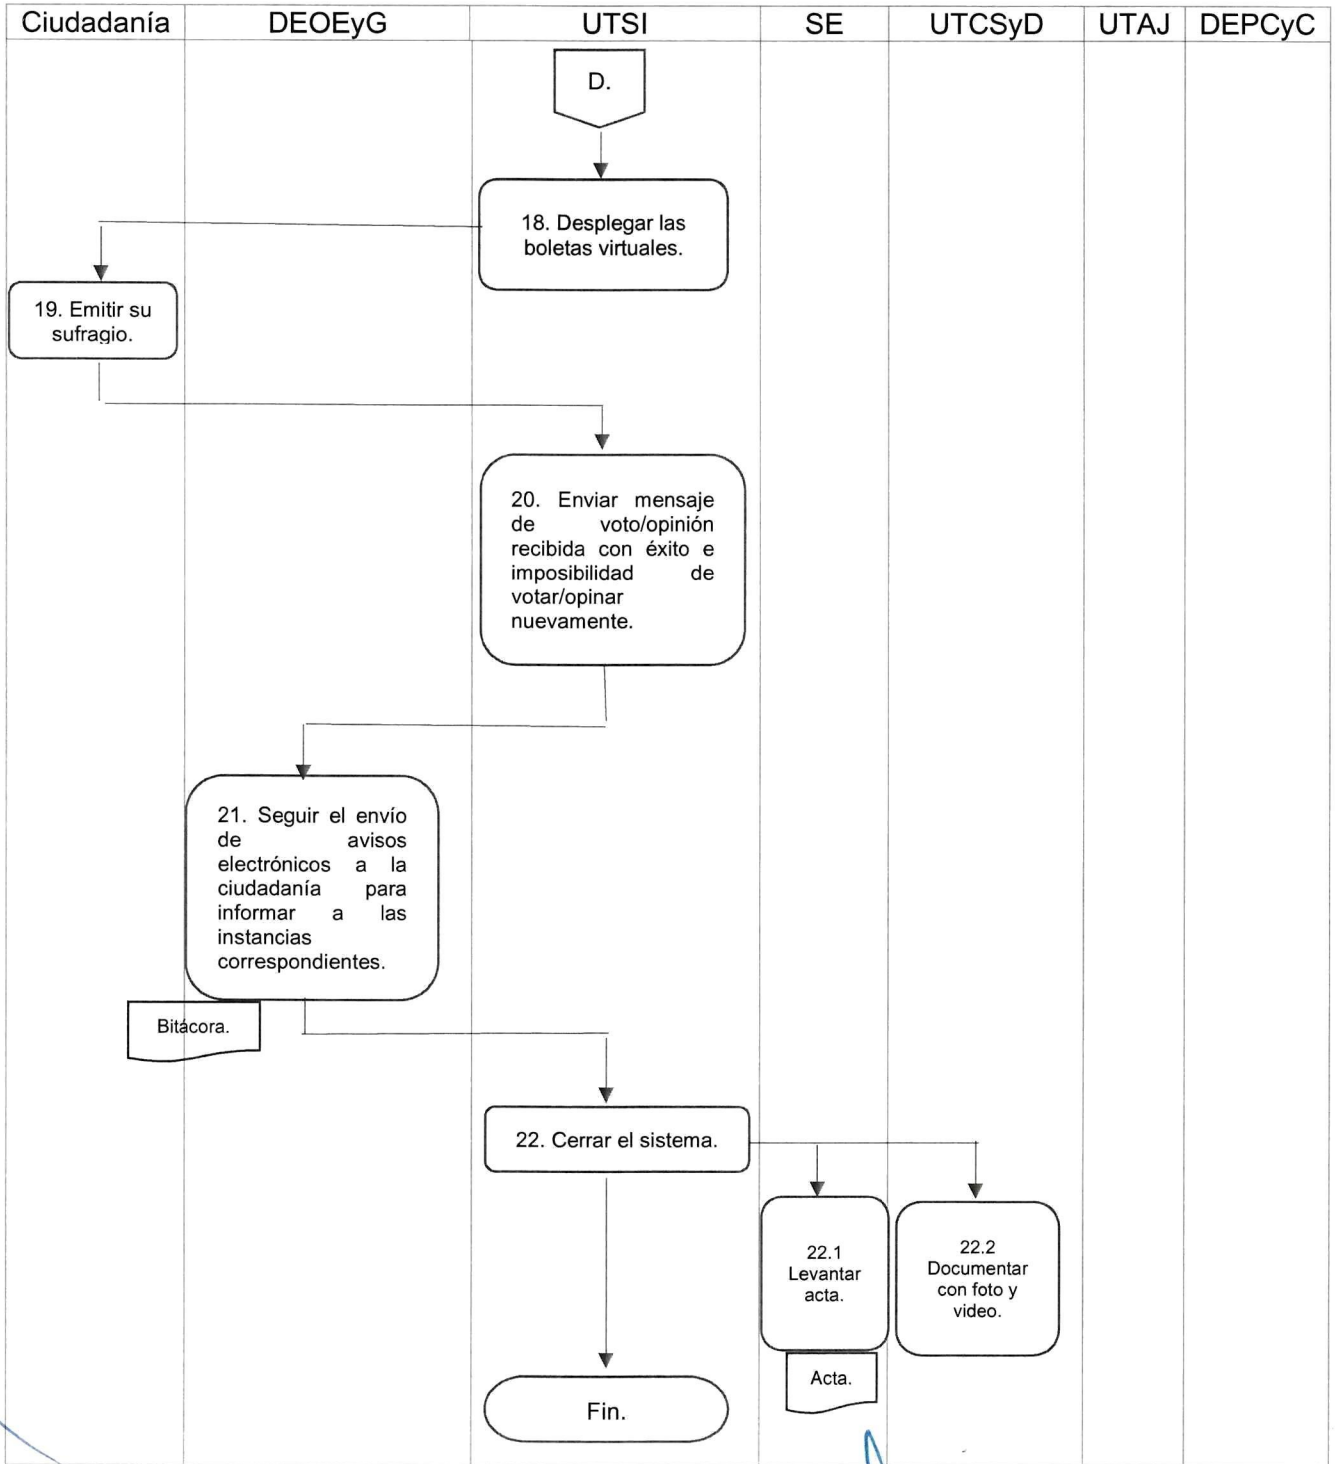 Ciudadanía DEOEyG UTSI SE UTCSyD UTAJ DEPCyC
D.
18. Desplegar las
boletas virtuales.
19. Emitir su
sufragio.
20. Enviar mensaje
de voto/opinión
recibida con éxito e
imposibilidad de
votar/opinar
nuevamente.
21. Seguir el envío
de avisos
electrónicos a la
ciudadanía para
informar a las
instancias
correspondientes.
Bitácora.
22. Cerrar el sistema.
22.1
Levantar
acta.
22.2
Documentar
con foto y
video.
Acta.
Fin.